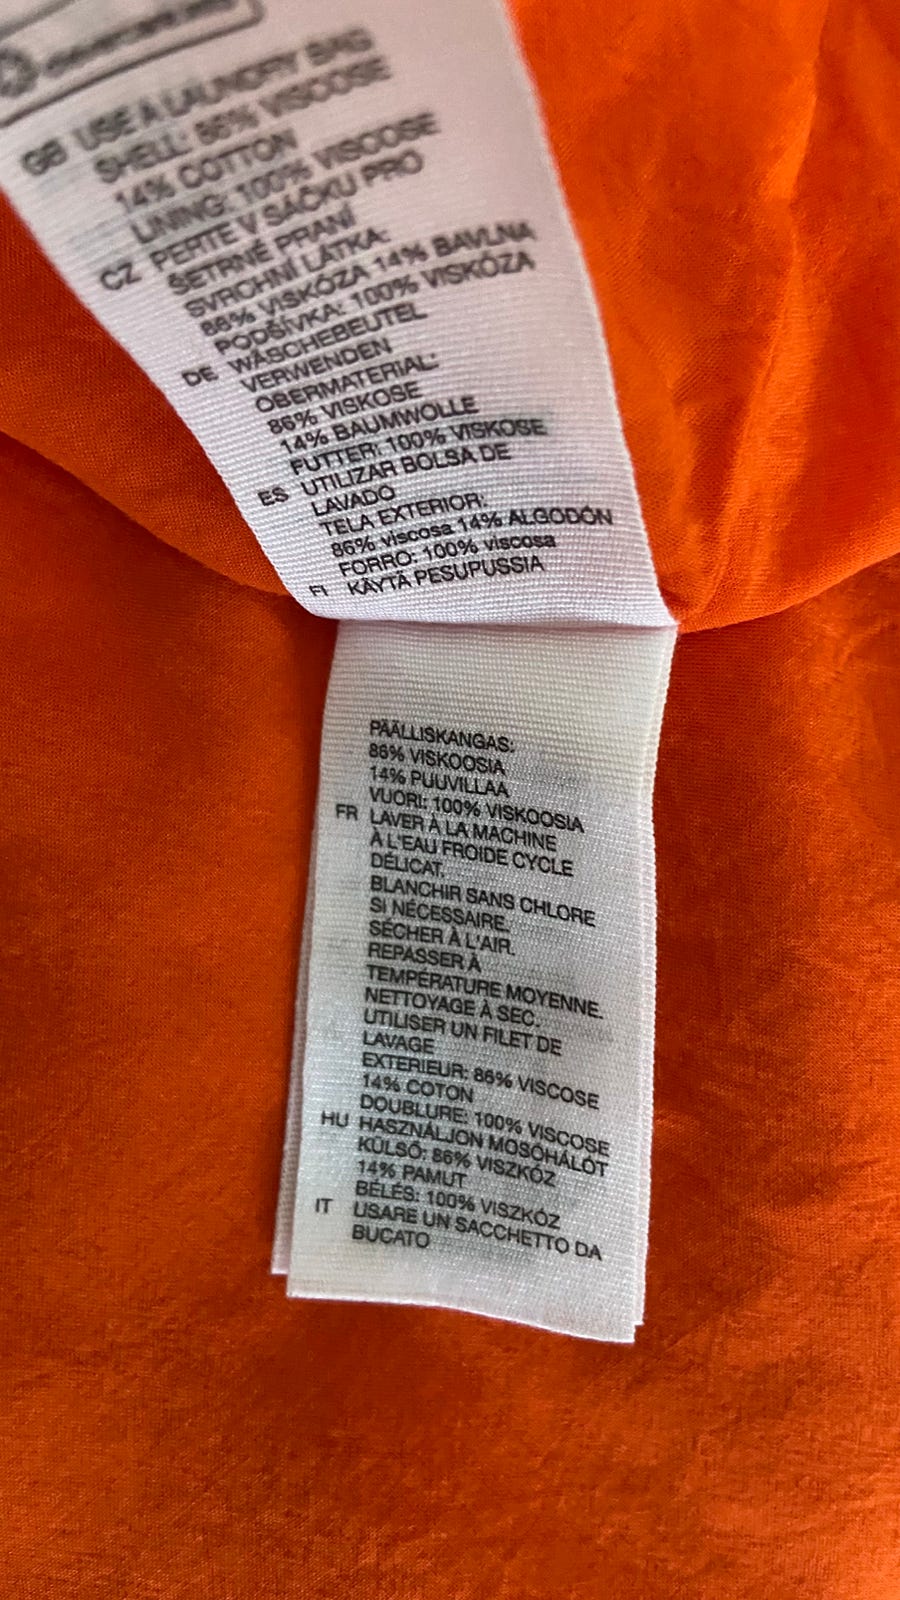 GB USE A LAUNDRY BAG
SHELL: 86% VISCOSE
14% COTTON
LINING: 100% VISCOSE
CZ PERTE V SÁČKU PRO
ŠETRNÉ PRANÍ
SVRCHNÍ LÁTKA:
86% VISKÓZA 14% BAVLNA
PODŠÍVKA: 100% VISKÓZA
DE WÄSCHEBEUTEL
VERWENDEN
OBERMATERIAL:
86% VISKOSE
14% BAUMWOLLE
FUTTER: 100% VISKOSE
ES UTILIZAR BOLSA DE
LAVADO
TELA EXTERIOR:
86% viscosa 14% ALGODÓN
FORRO: 100% viscosa
FI KÄYTÄ PESUPUSSIA
PÄÄLLISKANGAS:
86% VISKOOSIA
14% PUUVILLAA
VUORI: 100% VISKOOSIA
FR LAVER À LA MACHINE
À L'EAU FROIDE CYCLE
DÉLICAT.
BLANCHIR SANS CHLORE
SI NÉCESSAIRE.
SÉCHER À L'AIR.
REPASSER À
TEMPÉRATURE MOYENNE.
NETTOYAGE À SEC.
UTILISER UN FILET DE
LAVAGE
EXTERIEUR: 86% VISCOSE
14% COTON
DOUBLURE: 100% VISCOSE
HU HASZNÁLJON MOSÓHÁLÓT
KÜLSŐ: 86% VISZKÓZ
14% PAMUT
BÉLÉS: 100% VISZKÓZ
IT USARE UN SACCHETTO DA
BUCATO